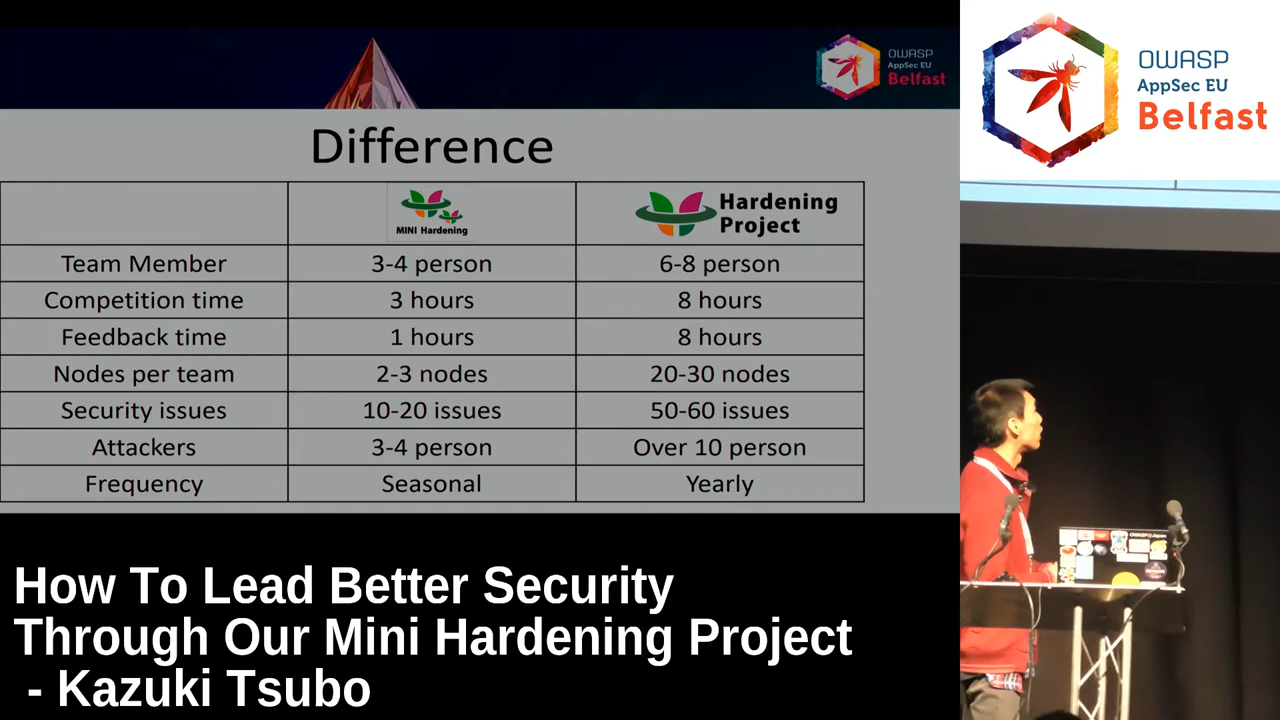 OWASP
AppSec EU
Belfast
OWASP
AppSec EU
Belfast
Difference
MINI Hardening
Hardening
Project
Team Member 3-4 person 6-8 person
Competition time 3 hours 8 hours
Feedback time 1 hours 8 hours
Nodes per team 2-3 nodes 20-30 nodes
Security issues 10-20 issues 50-60 issues
Attackers 3-4 person Over 10 person
Frequency Seasonal Yearly
OWASP Japan
How To Lead Better Security
Through Our Mini Hardening Project
- Kazuki Tsubo